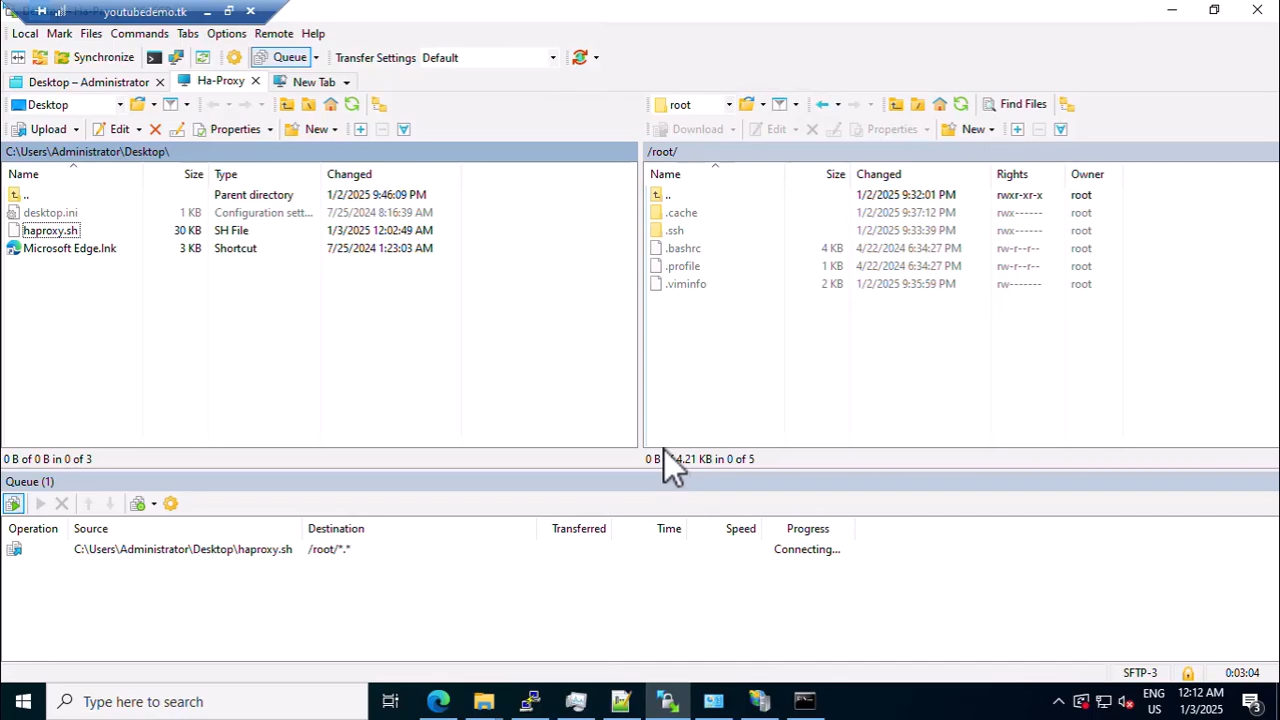 youtubedemo.tk
Local Mark Files Commands Tabs Options Remote Help
Synchronize Queue Transfer Settings Default
Desktop – Administrator Ha-Proxy New Tab
Desktop root Find Files
Upload Edit Properties New Download Edit Properties New
C:\Users\Administrator\Desktop\ /root/
Name Size Type Changed Name Size Changed Rights Owner
.. Parent directory 1/2/2025 9:46:09 PM .. 1/2/2025 9:32:01 PM rwxr-xr-x root
desktop.ini 1 KB Configuration sett... 7/25/2024 8:16:39 AM .cache 1/2/2025 9:37:12 PM rwx------ root
haproxy.sh 30 KB SH File 1/3/2025 12:02:49 AM .ssh 1/2/2025 9:33:39 PM rwx------ root
Microsoft Edge.lnk 3 KB Shortcut 7/25/2024 1:23:03 AM .bashrc 4 KB 4/22/2024 6:34:27 PM rw-r--r-- root
.profile 1 KB 4/22/2024 6:34:27 PM rw-r--r-- root
.viminfo 2 KB 1/2/2025 9:35:59 PM rw------- root
0 B of 0 B in 0 of 3 0 B 4.21 KB in 0 of 5
Queue (1)
Operation Source Destination Transferred Time Speed Progress
C:\Users\Administrator\Desktop\haproxy.sh /root/*.* Connecting...
SFTP-3 0:03:04
Type here to search ENG 12:12 AM
US 1/3/2025 3